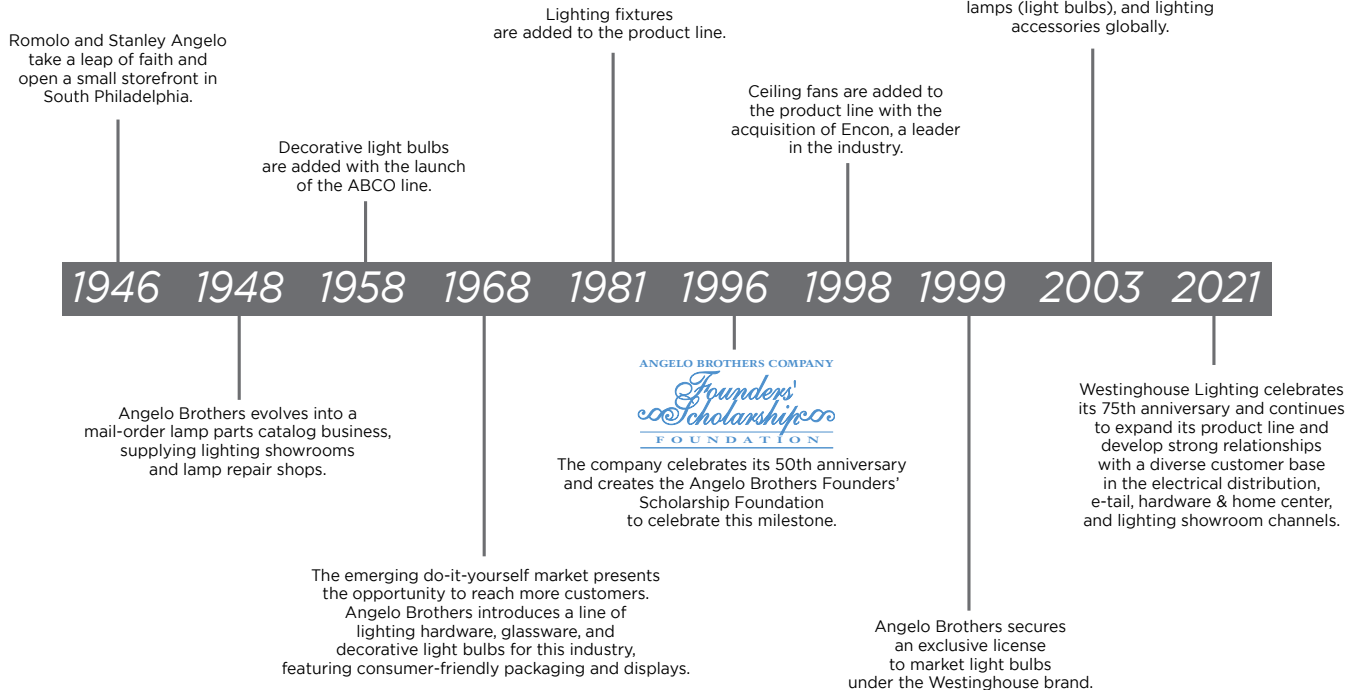 Romolo and Stanley Angelo
take a leap of faith and
open a small storefront in
South Philadelphia.
Decorative light bulbs
are added with the launch
of the ABCO line.
Lighting fixtures
are added to the product line.
Ceiling fans are added to
the product line with the
acquisition of Encon, a leader
in the industry.
lamps (light bulbs), and lighting
accessories globally.
1946 1948 1958 1968 1981 1996 1998 1999 2003 2021
Angelo Brothers evolves into a
mail-order lamp parts catalog business,
supplying lighting showrooms
and lamp repair shops.
The emerging do-it-yourself market presents
the opportunity to reach more customers.
Angelo Brothers introduces a line of
lighting hardware, glassware, and
decorative light bulbs for this industry,
featuring consumer-friendly packaging and displays.
ANGELO BROTHERS COMPANY
Founders'
Scholarship
FOUNDATION
The company celebrates its 50th anniversary
and creates the Angelo Brothers Founders’
Scholarship Foundation
to celebrate this milestone.
Angelo Brothers secures
an exclusive license
to market light bulbs
under the Westinghouse brand.
Westinghouse Lighting celebrates
its 75th anniversary and continues
to expand its product line and
develop strong relationships
with a diverse customer base
in the electrical distribution,
e-tail, hardware & home center,
and lighting showroom channels.